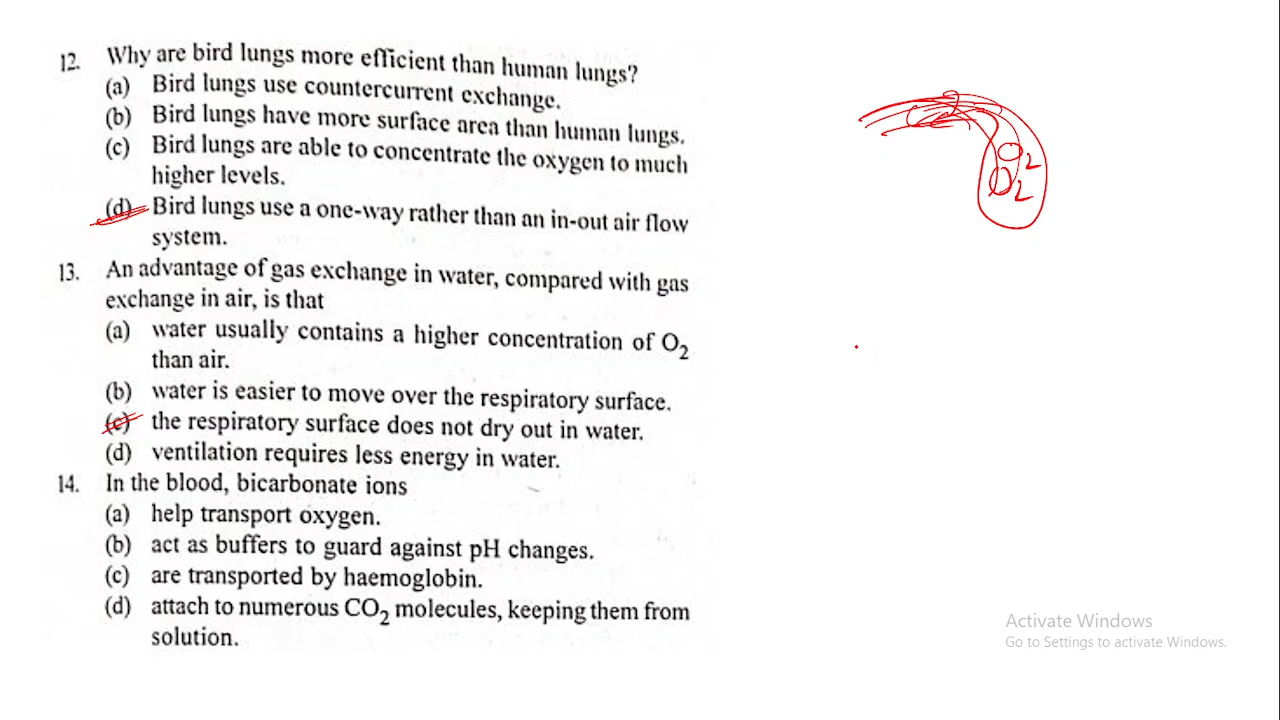 12. Why are bird lungs more efficient than human lungs?
(a) Bird lungs use countercurrent exchange.
(b) Bird lungs have more surface area than human lungs.
(c) Bird lungs are able to concentrate the oxygen to much
higher levels.
(d) Bird lungs use a one-way rather than an in-out air flow
system.
13. An advantage of gas exchange in water, compared with gas
exchange in air, is that
(a) water usually contains a higher concentration of O₂
than air.
(b) water is easier to move over the respiratory surface.
(c) the respiratory surface does not dry out in water.
(d) ventilation requires less energy in water.
14. In the blood, bicarbonate ions
(a) help transport oxygen.
(b) act as buffers to guard against pH changes.
(c) are transported by haemoglobin.
(d) attach to numerous CO₂ molecules, keeping them from
solution.
O₂
O₂
Activate Windows
Go to Settings to activate Windows.